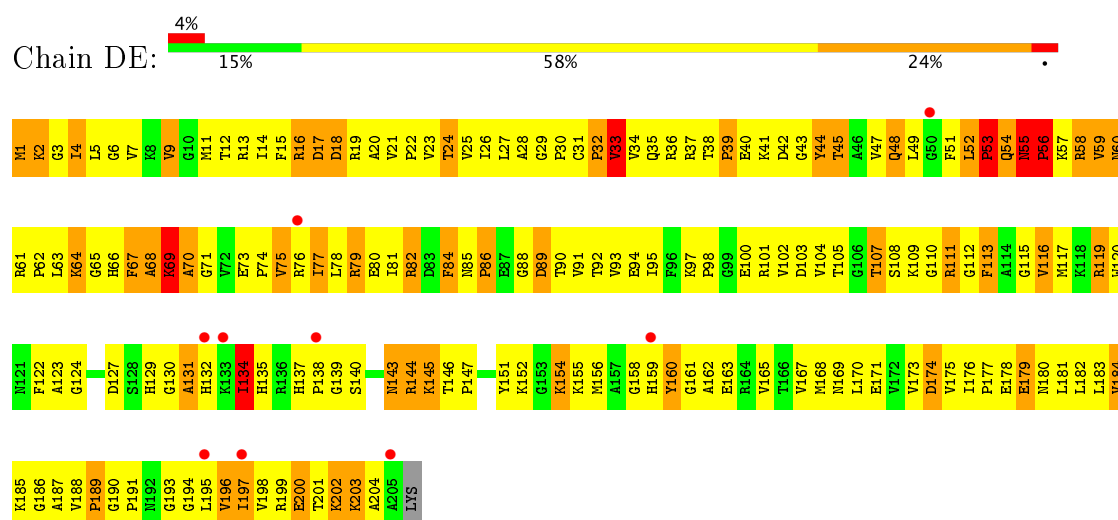 4%
Chain DE:
15% 58% 24% •
M1 K2 G3 I4 L5 G6 V7 K8 V9 G10 M11 T12 R13 I14 F15 R16 D17 D18 R19 A20 V21 P22 V23 T24 V25 I26 L27 A28 G29 P30 C31 P32 V33 V34 Q35 R36 R37 T38 P39 E40 K41 D42 G43 Y44 T45 A46 V47 Q48 L49 G50 F51 L52 P53 Q54 N55 P56 K57 R58 V59 N60
R61 P62 L63 K64 G65 H66 F67 A68 K69 A70 G71 V72 E73 P74 V75 R76 I77 L78 R79 E80 I81 R82 D83 F84 N85 P86 E87 G88 D89 T90 V91 T92 V93 E94 I95 F96 K97 P98 G99 E100 R101 V102 D103 V104 T105 G106 T107 S108 K109 G110 R111 G112 F113 A114 G115 V116 M117 K118 R119 W120
N121 F122 A123 G124 D127 S128 H129 G130 A131 H132 K133 I134 H135 R136 H137 P138 G139 S140 N143 R144 K145 T146 P147 Y151 K152 G153 K154 K155 M156 A157 G158 H159 Y160 G161 A162 E163 R164 V165 T166 V167 M168 N169 L170 E171 V172 V173 D174 V175 I176 P177 E178 E179 N180 L181 L182 L183 V184
K185 G186 A187 V188 P189 G190 P191 N192 G193 G194 L195 V196 I197 V198 R199 E200 T201 K202 K203 A204 A205 LYS